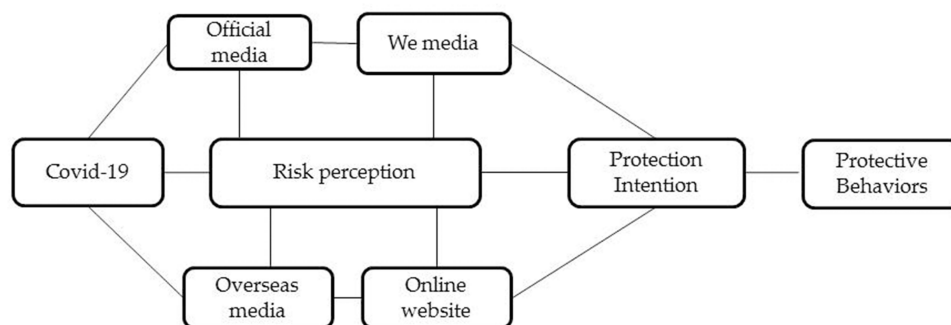 Official
media
We media
Covid-19
Risk perception
Protection
Intention
Protective
Behaviors
Overseas
media
Online
website